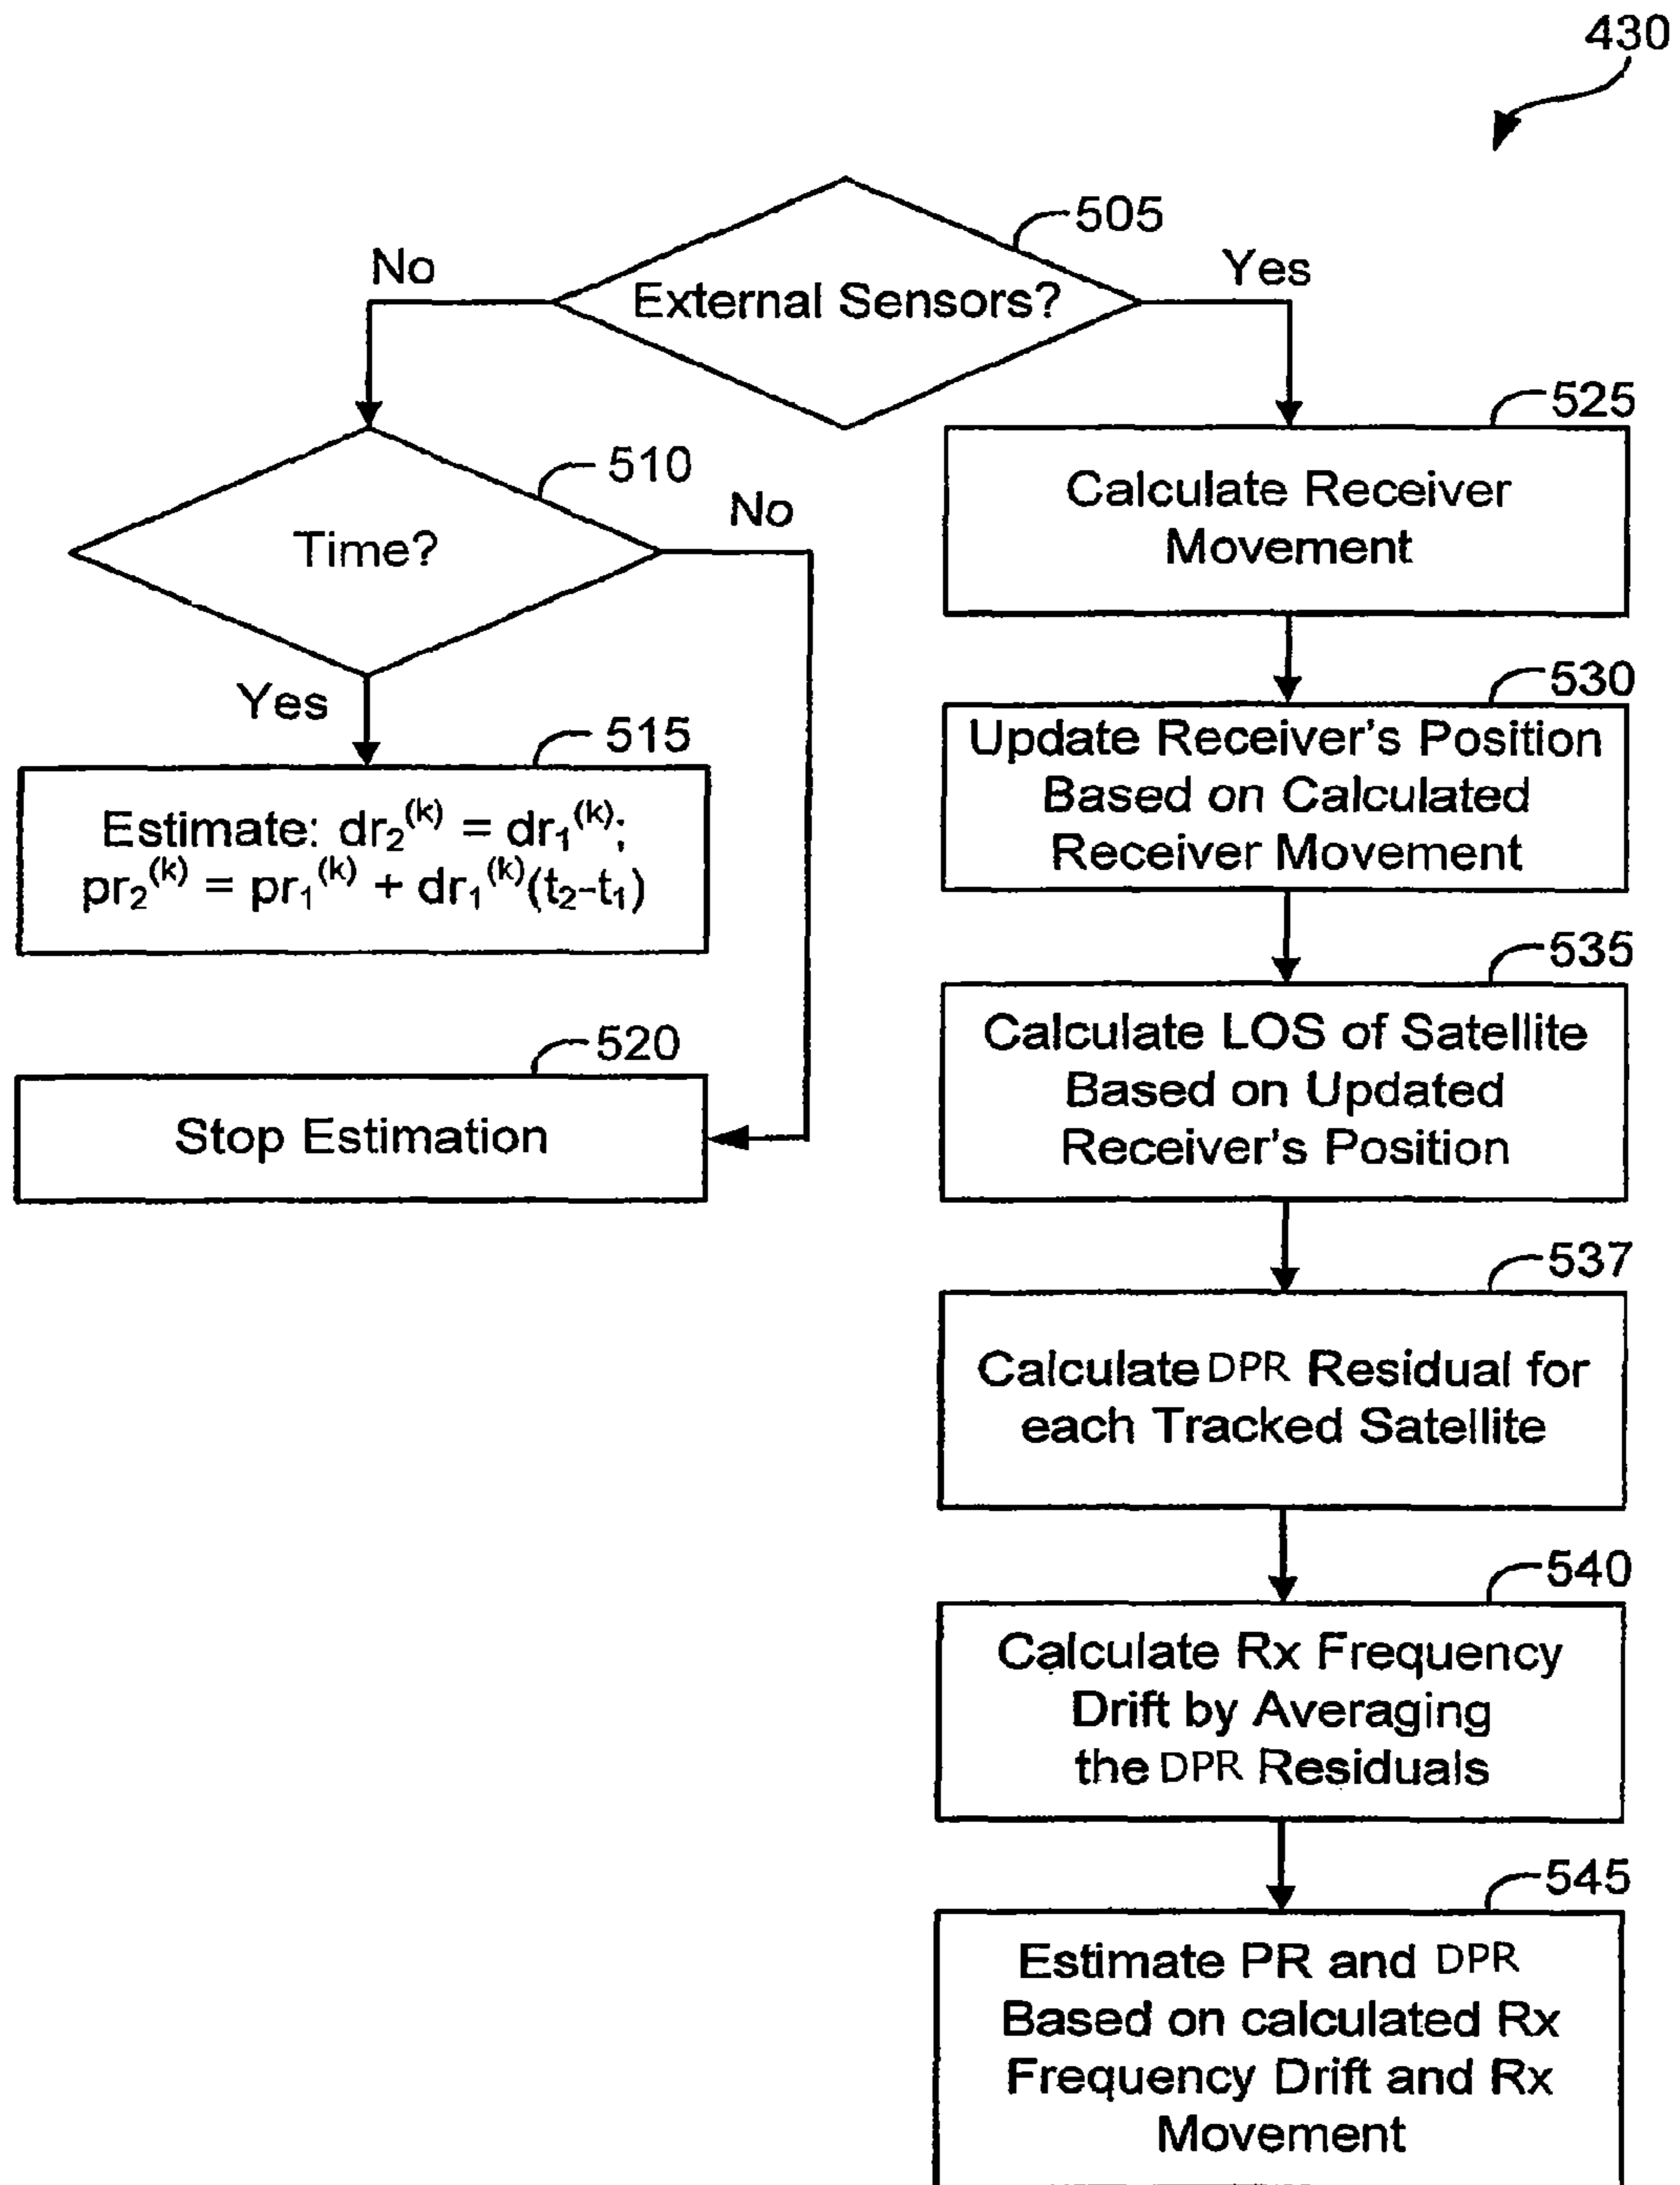 430
505
No
Yes
External Sensors?
525
510
No
Calculate Receiver
Movement
Time?
530
Yes
Update Receiver's Position
Based on Calculated
Receiver Movement
515
Estimate: dr₂⁽ᵏ⁾ = dr₁⁽ᵏ⁾;
pr₂⁽ᵏ⁾ = pr₁⁽ᵏ⁾ + dr₁⁽ᵏ⁾(t₂-t₁)
535
Calculate LOS of Satellite
Based on Updated
Receiver's Position
520
Stop Estimation
537
Calculate DPR Residual for
each Tracked Satellite
540
Calculate Rx Frequency
Drift by Averaging
the DPR Residuals
545
Estimate PR and DPR
Based on calculated Rx
Frequency Drift and Rx
Movement